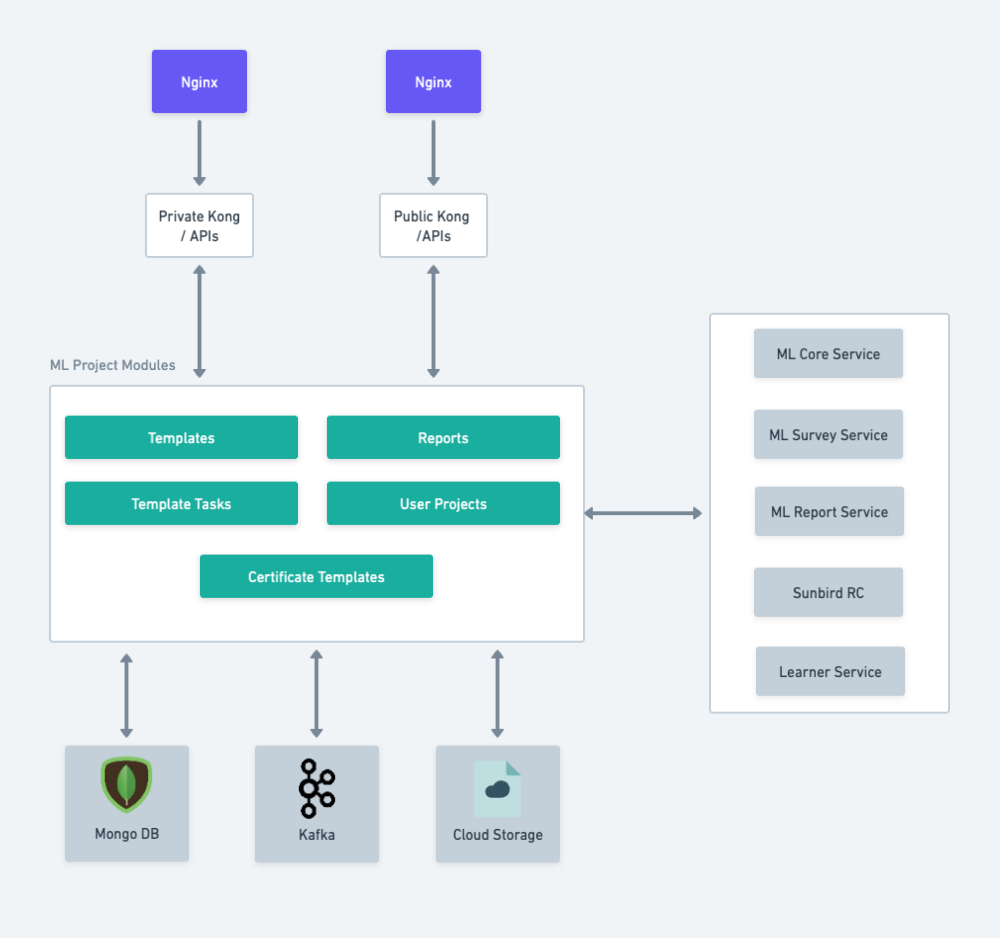 Nginx
Nginx
Private Kong
/ APIs
Public Kong
/APIs
ML Project Modules
Templates
Reports
Template Tasks
User Projects
Certificate Templates
ML Core Service
ML Survey Service
ML Report Service
Sunbird RC
Learner Service
Mongo DB
Kafka
Cloud Storage